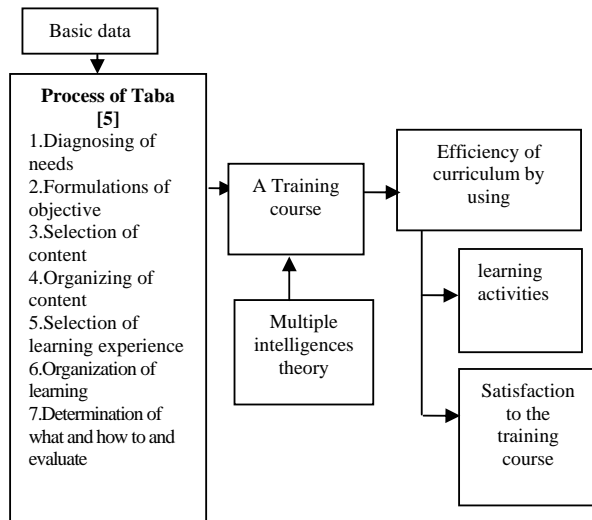 Basic data
Process of Taba
[5]
1.Diagnosing of
needs
2.Formulations of
objective
3.Selection of
content
4.Organizing of
content
5.Selection of
learning experience
6.Organization of
learning
7.Determination of
what and how to and
evaluate
A Training
course
Multiple
intelligences
theory
Efficiency of
curriculum by
using
learning
activities
Satisfaction to
the training
course